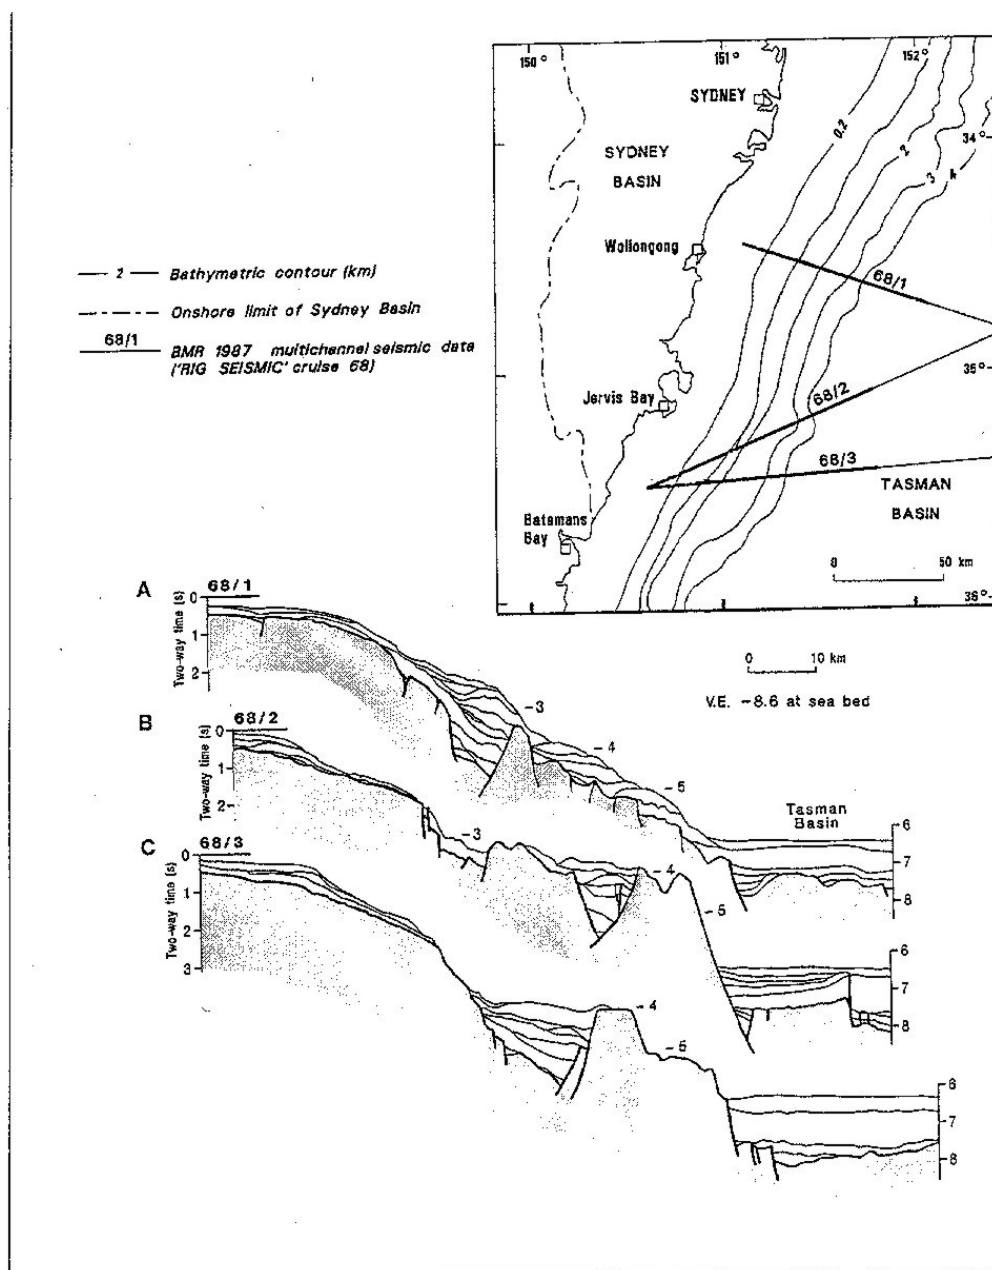 150°
151°
152°
SYDNEY
0.2
2
3
4
34°
SYDNEY
BASIN
Wollongong
68/1
35°
Jervis Bay
68/2
68/3
TASMAN
BASIN
Batemans
Bay
0 50 km
36°
— 2 — Bathymetric contour (km)
Onshore limit of Sydney Basin
68/1 BMR 1987 multichannel seismic data
('RIG SEISMIC' cruise 68)
A
68/1
Two-way time (s)
0
1
2
-3
-4
-5
0 10 km
V.E. ~8.6 at sea bed
Tasman
Basin
6
7
8
B
68/2
Two-way time (s)
0
1
2
-3
-4
-5
6
7
8
C
68/3
Two-way time (s)
0
1
2
3
-4
-5
6
7
8